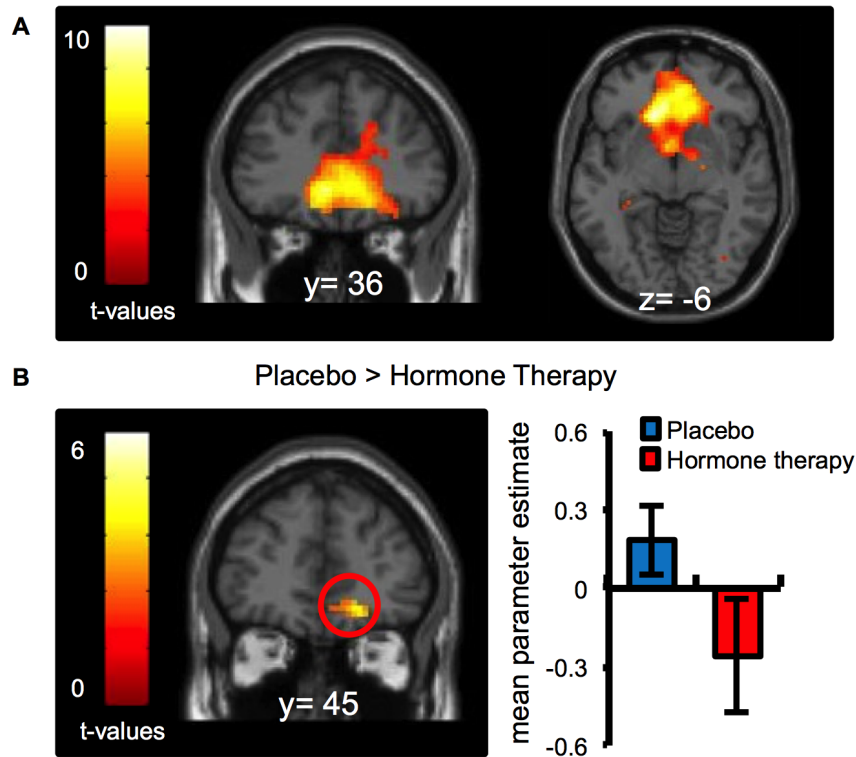 A
10
0
t-values
y= 36
z= -6
B
Placebo > Hormone Therapy
6
0
t-values
y= 45
mean parameter estimate
0.6
0.3
0
-0.3
-0.6
Placebo
Hormone therapy